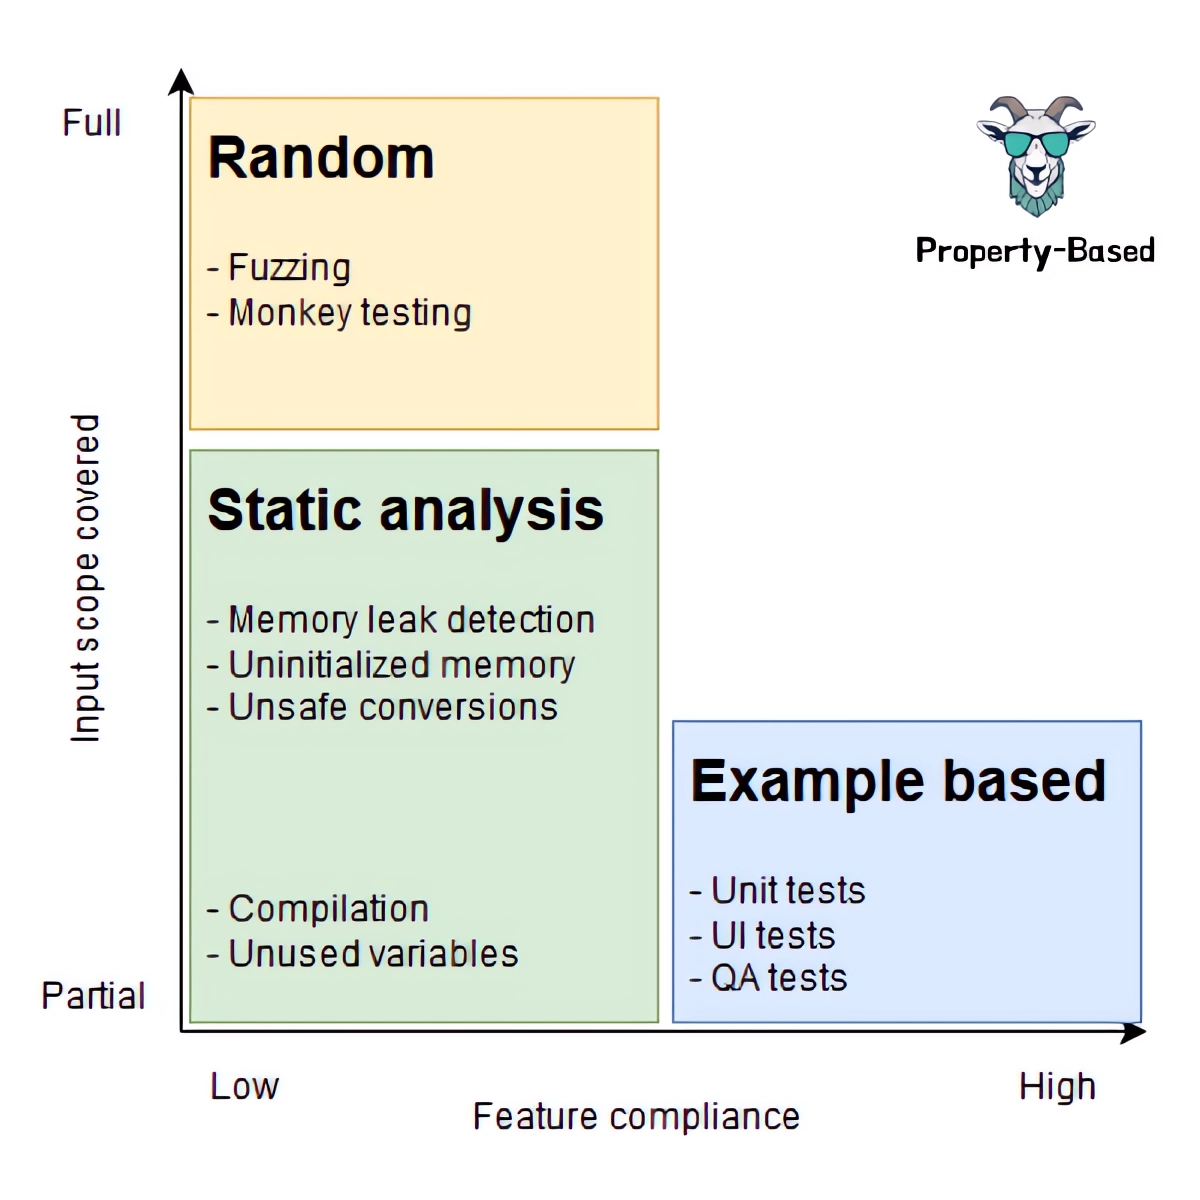 Full
Random
- Fuzzing
- Monkey testing
Property-Based
Input scope covered
Static analysis
- Memory leak detection
- Uninitialized memory
- Unsafe conversions
- Compilation
- Unused variables
Example based
- Unit tests
- UI tests
- QA tests
Partial
Low
High
Feature compliance